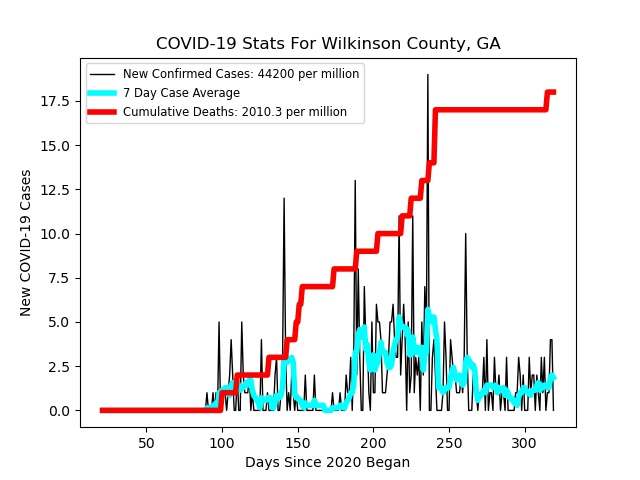 COVID-19 Stats For Wilkinson County, GA
New Confirmed Cases: 44200 per million
7 Day Case Average
Cumulative Deaths: 2010.3 per million
New COVID-19 Cases
17.5
15.0
12.5
10.0
7.5
5.0
2.5
0.0
50 100 150 200 250 300
Days Since 2020 Began